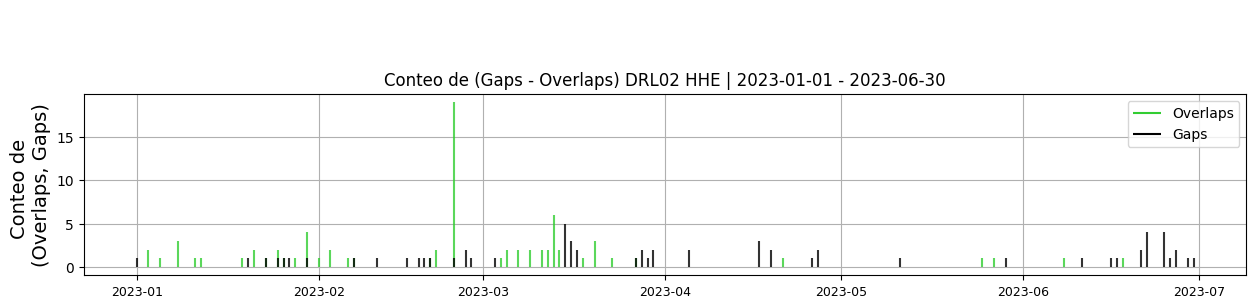 Conteo de (Gaps - Overlaps) DRL02 HHE | 2023-01-01 - 2023-06-30
Conteo de
(Overlaps, Gaps)
15
10
5
0
Overlaps
Gaps
2023-01
2023-02
2023-03
2023-04
2023-05
2023-06
2023-07